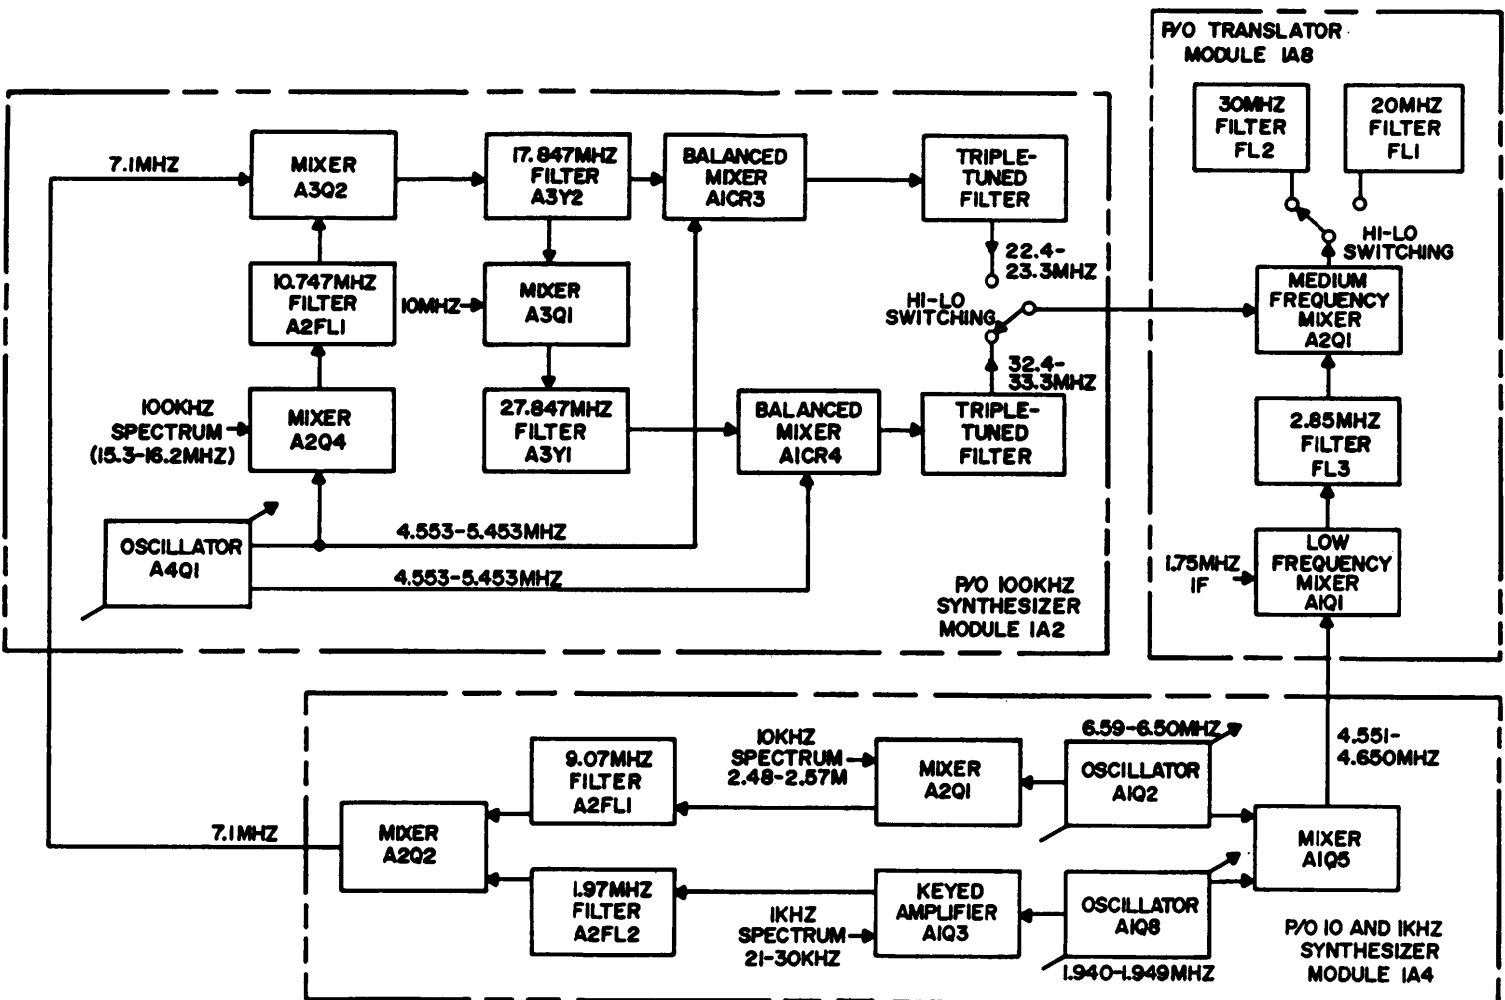 P/O TRANSLATOR
MODULE 1A8
30MHZ
FILTER
FL2
20MHZ
FILTER
FL1
HI-LO
SWITCHING
MEDIUM
FREQUENCY
MIXER
A2Q1
2.85MHZ
FILTER
FL3
LOW
FREQUENCY
MIXER
A1Q1
1.75MHZ
IF
7.1MHZ
MIXER
A3Q2
17.847MHZ
FILTER
A3Y2
BALANCED
MIXER
A1CR3
TRIPLE-
TUNED
FILTER
22.4-
23.3MHZ
10.747MHZ
FILTER
A2FL1
10MHZ
MIXER
A3Q1
HI-LO
SWITCHING
32.4-
33.3MHZ
100KHZ
SPECTRUM
(15.3-16.2MHZ)
MIXER
A2Q4
27.847MHZ
FILTER
A3Y1
BALANCED
MIXER
A1CR4
TRIPLE-
TUNED
FILTER
OSCILLATOR
A4Q1
4.553-5.453MHZ
4.553-5.453MHZ
P/O 100KHZ
SYNTHESIZER
MODULE 1A2
4.551-
4.650MHZ
9.07MHZ
FILTER
A2FL1
10KHZ
SPECTRUM
2.48-2.57M
MIXER
A2Q1
6.59-6.50MHZ
OSCILLATOR
A1Q2
7.1MHZ
MIXER
A2Q2
MIXER
A1Q5
1.97MHZ
FILTER
A2FL2
1KHZ
SPECTRUM
21-30KHZ
KEYED
AMPLIFIER
A1Q3
OSCILLATOR
A1Q8
1.940-1.949MHZ
P/O 10 AND 1KHZ
SYNTHESIZER
MODULE 1A4